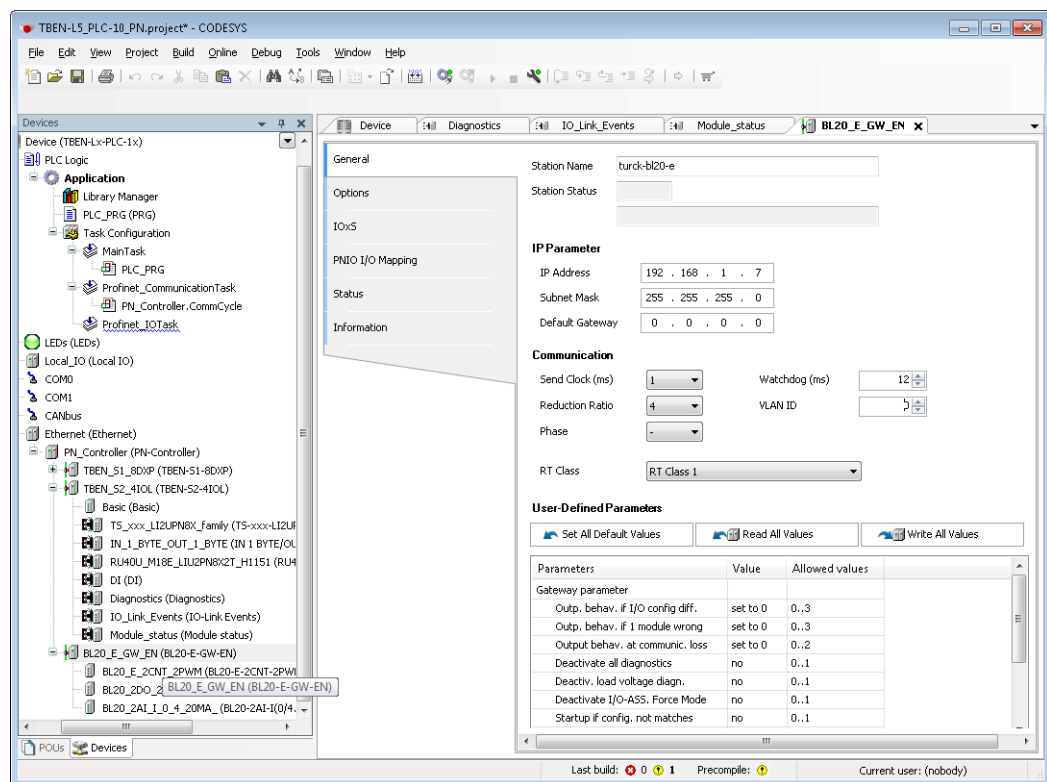 TBEN-L5_PLC-10_PN.project* - CODESYS
File Edit View Project Build Online Debug Tools Window Help
Devices
Device (TBEN-Lx-PLC-1x)
PLC Logic
Application
Library Manager
PLC_PRG (PRG)
Task Configuration
MainTask
PLC_PRG
Profinet_CommunicationTask
PN_Controller.CommCycle
Profinet_IOTask
LEDs (LEDs)
Local_IO (Local IO)
COM0
COM1
CANbus
Ethernet (Ethernet)
PN_Controller (PN-Controller)
TBEN_S1_8DXP (TBEN-S1-8DXP)
TBEN_S2_4IOL (TBEN-S2-4IOL)
Basic (Basic)
TS_xxx_LI2UPN8X_family (TS-xxx-LI2UF
IN_1_BYTE_OUT_1_BYTE (IN 1 BYTE/OU
RU40U_M18E_LIU2PN8X2T_H1151 (RU4
DI (DI)
Diagnostics (Diagnostics)
IO_Link_Events (IO-Link Events)
Module_status (Module status)
BL20_E_GW_EN (BL20-E-GW-EN)
BL20_E_2CNT_2PWM (BL20-E-2CNT-2PWM
BL20_2DO_2
BL20_E_GW_EN (BL20-E-GW-EN)
BL20_2AI_I_0_4_20MA_ (BL20-2AI-I(0/4.
POUs Devices
Device Diagnostics IO_Link_Events Module_status BL20_E_GW_EN
General
Options
IOxS
PNIO I/O Mapping
Status
Information
Station Name turck-bl20-e
Station Status
IP Parameter
IP Address 192 . 168 . 1 . 7
Subnet Mask 255 . 255 . 255 . 0
Default Gateway 0 . 0 . 0 . 0
Communication
Send Clock (ms) 1 Watchdog (ms) 12
Reduction Ratio 4 VLAN ID
Phase -
RT Class RT Class 1
User-Defined Parameters
Set All Default Values Read All Values Write All Values
Parameters Value Allowed values
Gateway parameter
Outp. behav. if I/O config diff. set to 0 0..3
Outp. behav. if 1 module wrong set to 0 0..3
Output behav. at communic. loss set to 0 0..2
Deactivate all diagnostics no 0..1
Deactiv. load voltage diagn. no 0..1
Deactivate I/O-ASS. Force Mode no 0..1
Startup if config. not matches no 0..1
Last build: 0 1 Precompile: Current user: (nobody)